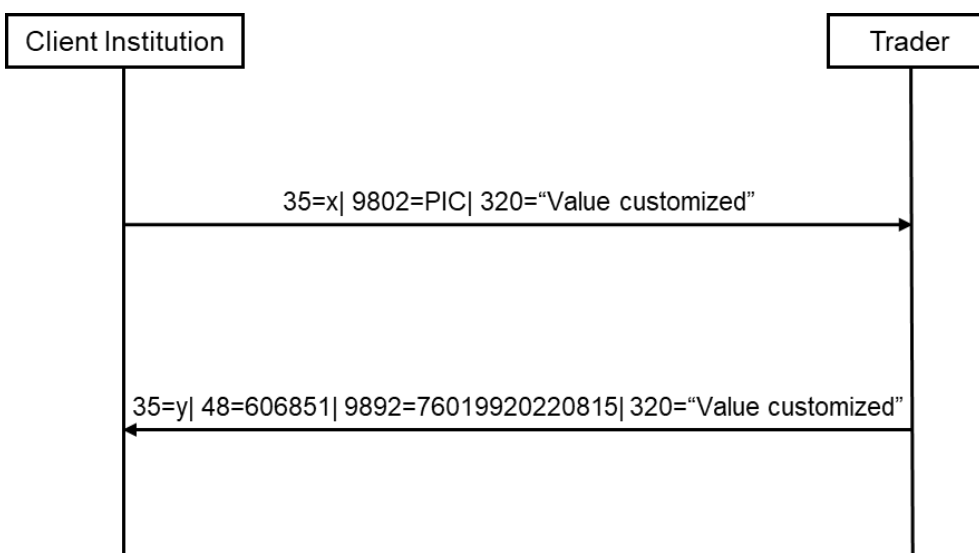 Client Institution
Trader
35=x| 9802=PIC| 320=“Value customized”
35=y| 48=606851| 9892=76019920220815| 320=“Value customized”